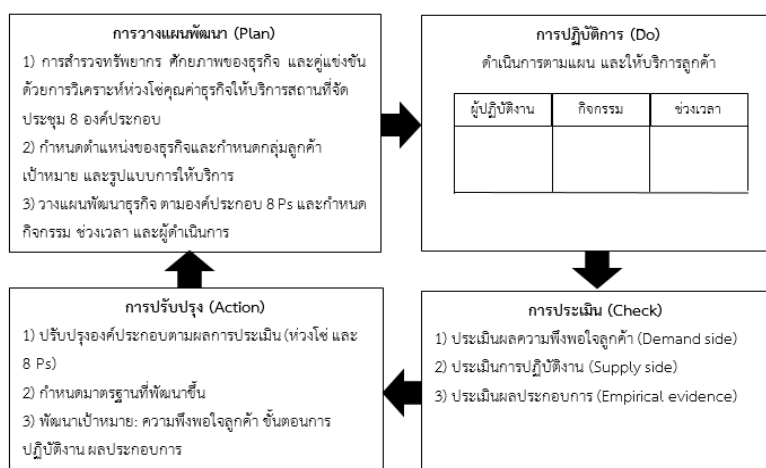 การวางแผนพัฒนา (Plan)
1) การสำรวจทรัพยากร ศักยภาพของธุรกิจ และคู่แข่งขัน
ด้วยการวิเคราะห์ห่วงโซ่คุณค่าธุรกิจให้บริการสถานที่จัด
ประชุม 8 องค์ประกอบ
2) กำหนดตำแหน่งของธุรกิจและกำหนดกลุ่มลูกค้า
เป้าหมาย และรูปแบบการให้บริการ
3) วางแผนพัฒนาธุรกิจ ตามองค์ประกอบ 8 Ps และกำหนด
กิจกรรม ช่วงเวลา และผู้ดำเนินการ
การปฏิบัติการ (Do)
ดำเนินการตามแผน และให้บริการลูกค้า
ผู้ปฏิบัติงาน กิจกรรม ช่วงเวลา
การปรับปรุง (Action)
1) ปรับปรุงองค์ประกอบตามผลการประเมิน (ห่วงโซ่ และ
8 Ps)
2) กำหนดมาตรฐานที่พัฒนาขึ้น
3) พัฒนาเป้าหมาย: ความพึงพอใจลูกค้า ขั้นตอนการ
ปฏิบัติงาน ผลประกอบการ
การประเมิน (Check)
1) ประเมินผลความพึงพอใจลูกค้า (Demand side)
2) ประเมินการปฏิบัติงาน (Supply side)
3) ประเมินผลประกอบการ (Empirical evidence)